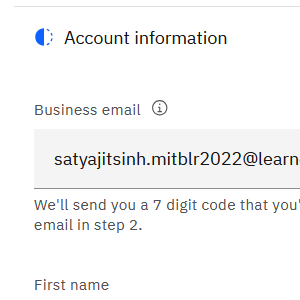 Account information
Business email
satyajitsinh.mitblr2022@learn
We'll send you a 7 digit code that you'
email in step 2.
First name